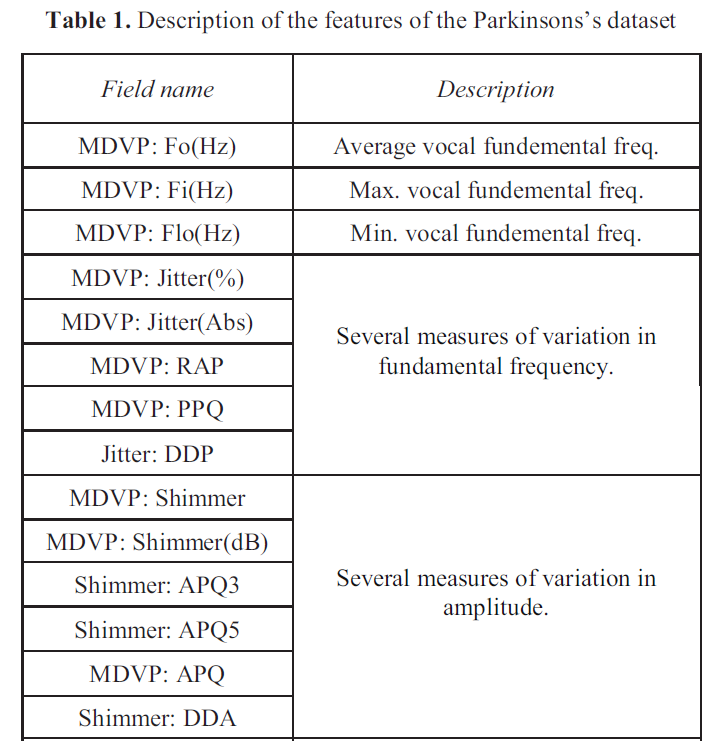 Table 1. Description of the features of the Parkinsons's dataset
Field name Description
MDVP: Fo(Hz) Average vocal fundemental freq.
MDVP: Fi(Hz) Max. vocal fundemental freq.
MDVP: Flo(Hz) Min. vocal fundemental freq.
MDVP: Jitter(%)
MDVP: Jitter(Abs)
MDVP: RAP
MDVP: PPQ
Jitter: DDP
Several measures of variation in
fundamental frequency.
MDVP: Shimmer
MDVP: Shimmer(dB)
Shimmer: APQ3
Shimmer: APQ5
MDVP: APQ
Shimmer: DDA
Several measures of variation in
amplitude.